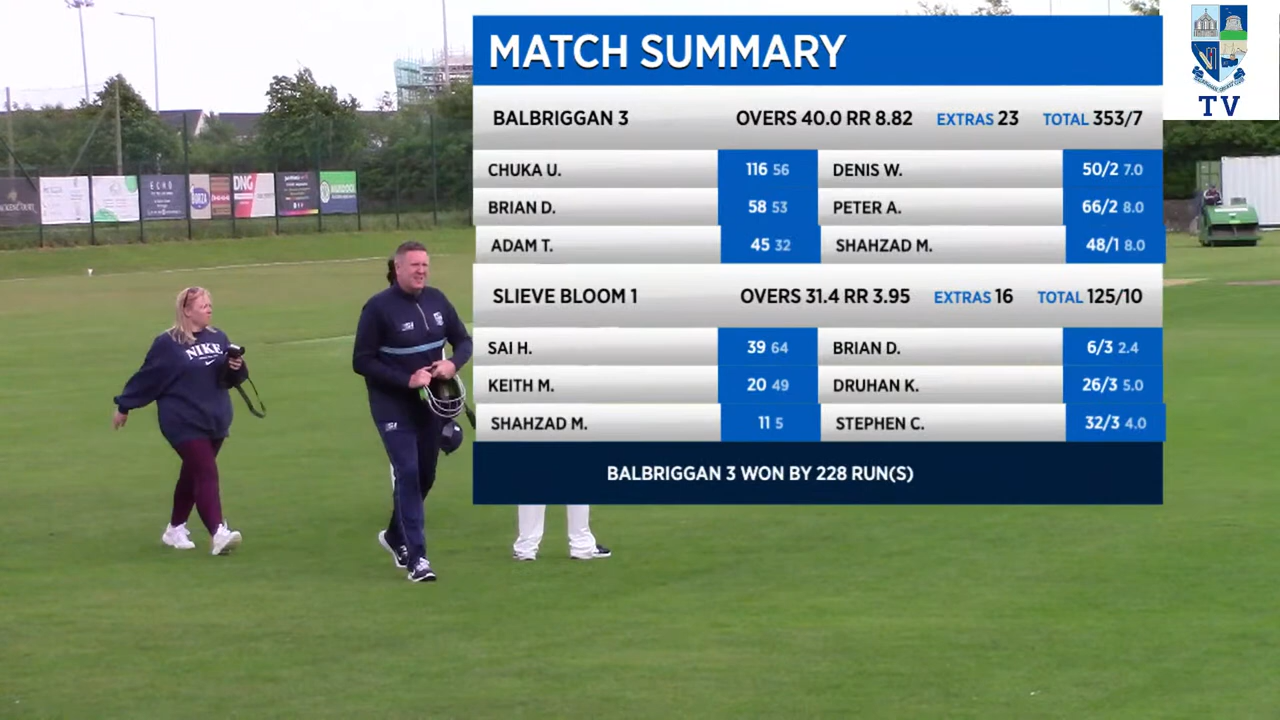 MATCH SUMMARY
BALBRIGGAN 3 OVERS 40.0 RR 8.82 EXTRAS 23 TOTAL 353/7
CHUKA U. 116 56 DENIS W. 50/2 7.0
BRIAN D. 58 53 PETER A. 66/2 8.0
ADAM T. 45 32 SHAHZAD M. 48/1 8.0
SLIEVE BLOOM 1 OVERS 31.4 RR 3.95 EXTRAS 16 TOTAL 125/10
SAI H. 39 64 BRIAN D. 6/3 2.4
KEITH M. 20 49 DRUHAN K. 26/3 5.0
SHAHZAD M. 11 5 STEPHEN C. 32/3 4.0
BALBRIGGAN 3 WON BY 228 RUN(S)
TV
ECHO
DNG
MURDOCK
NIKE